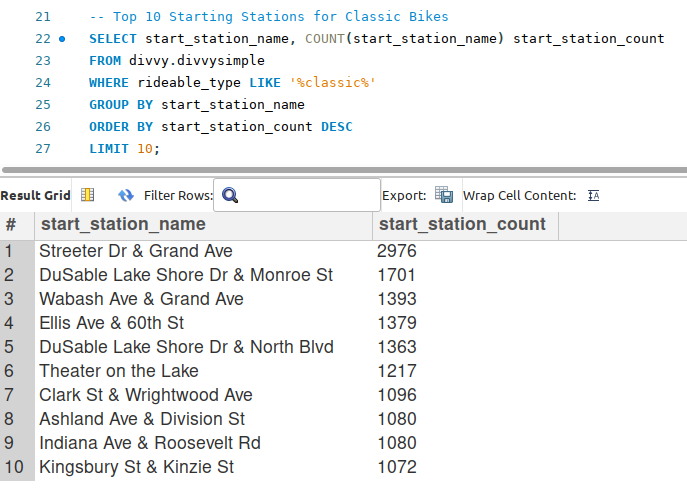 21 -- Top 10 Starting Stations for Classic Bikes
22 SELECT start_station_name, COUNT(start_station_name) start_station_count
23 FROM divvy.divvysimple
24 WHERE rideable_type LIKE '%classic%'
25 GROUP BY start_station_name
26 ORDER BY start_station_count DESC
27 LIMIT 10;
Result Grid Filter Rows: Export: Wrap Cell Content: IA
# start_station_name start_station_count
1 Streeter Dr & Grand Ave 2976
2 DuSable Lake Shore Dr & Monroe St 1701
3 Wabash Ave & Grand Ave 1393
4 Ellis Ave & 60th St 1379
5 DuSable Lake Shore Dr & North Blvd 1363
6 Theater on the Lake 1217
7 Clark St & Wrightwood Ave 1096
8 Ashland Ave & Division St 1080
9 Indiana Ave & Roosevelt Rd 1080
10 Kingsbury St & Kinzie St 1072